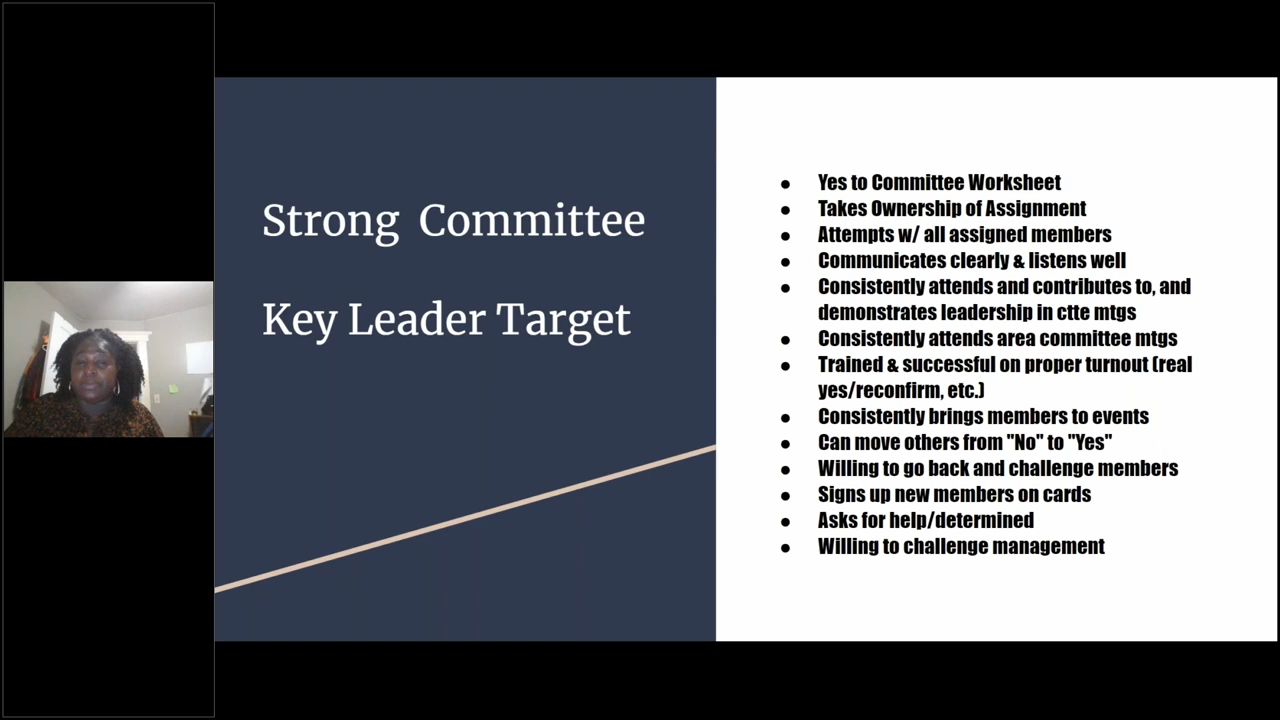 Strong Committee
Key Leader Target
● Yes to Committee Worksheet
● Takes Ownership of Assignment
● Attempts w/ all assigned members
● Communicates clearly & listens well
● Consistently attends and contributes to, and
demonstrates leadership in ctte mtgs
● Consistently attends area committee mtgs
● Trained & successful on proper turnout (real
yes/reconfirm, etc.)
● Consistently brings members to events
● Can move others from "No" to "Yes"
● Willing to go back and challenge members
● Signs up new members on cards
● Asks for help/determined
● Willing to challenge management